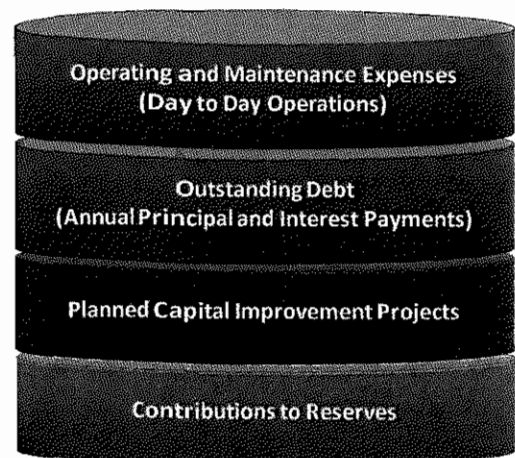 Operating and Maintenance Expenses
(Day to Day Operations)
Outstanding Debt
(Annual Principal and Interest Payments)
Planned Capital Improvement Projects
Contributions to Reserves